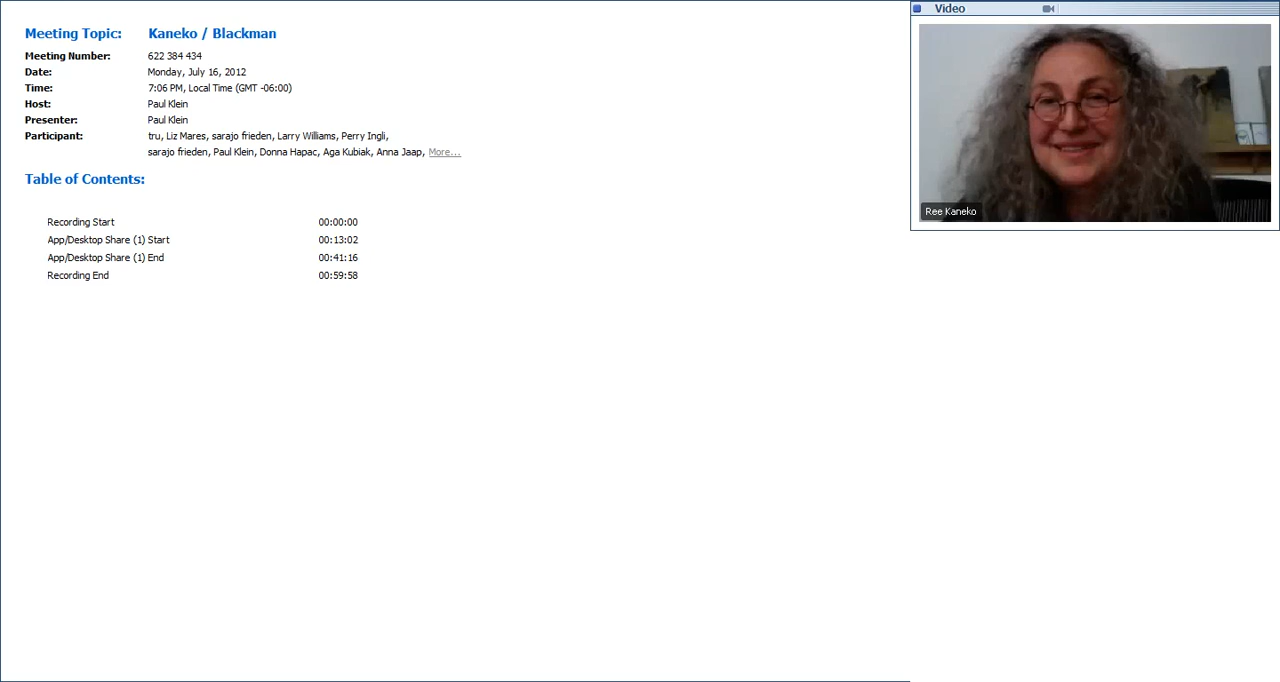 Meeting Topic: Kaneko / Blackman
Meeting Number: 622 384 434
Date: Monday, July 16, 2012
Time: 7:06 PM, Local Time (GMT -06:00)
Host: Paul Klein
Presenter: Paul Klein
Participant: tru, Liz Mares, sarajo frieden, Larry Williams, Perry Ingli,
sarajo frieden, Paul Klein, Donna Hapac, Aga Kubiak, Anna Jaap, More...
Table of Contents:
Recording Start 00:00:00
App/Desktop Share (1) Start 00:13:02
App/Desktop Share (1) End 00:41:16
Recording End 00:59:58
Video
Ree Kaneko